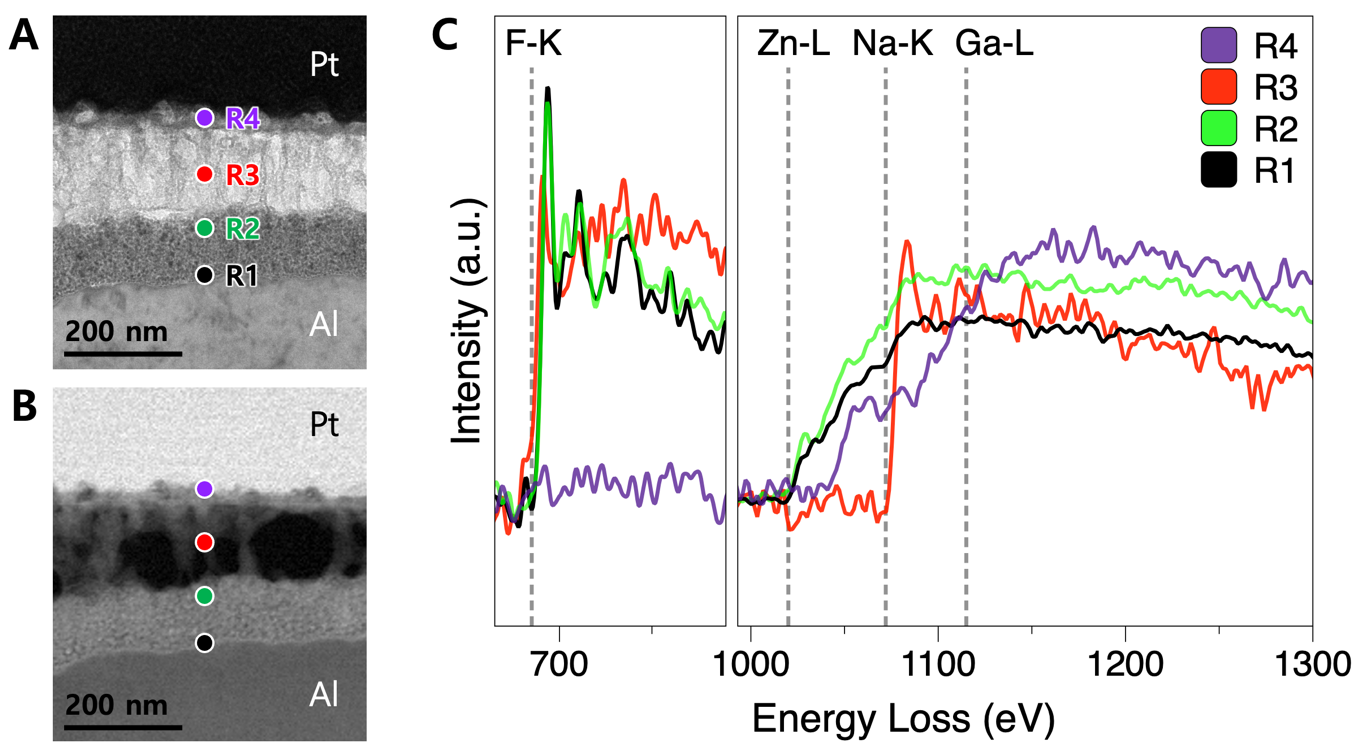 A
Pt
R4
R3
R2
R1
200 nm
Al
B
Pt
200 nm
Al
C
F-K
Zn-L Na-K Ga-L
R4
R3
R2
R1
Intensity (a.u.)
700
1000
1100
1200
1300
Energy Loss (eV)